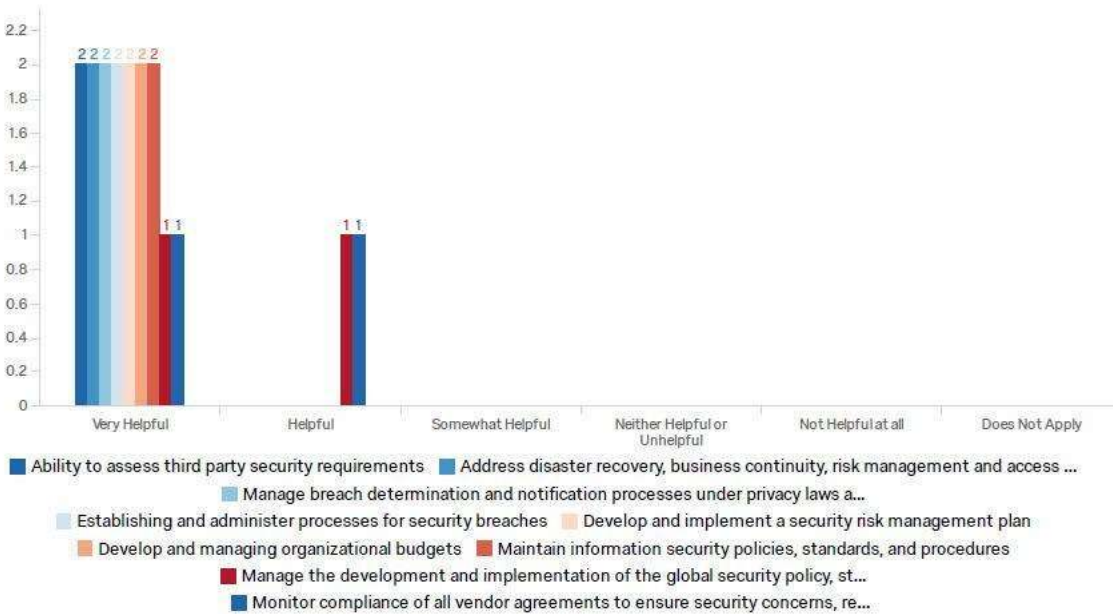 2.2
2 2 2 2 2 2 2
2
1.8
1.6
1.4
1.2
1 1 1 1
1
0.8
0.6
0.4
0.2
0
Very Helpful Helpful Somewhat Helpful Neither Helpful or Not Helpful at all Does Not Apply
Unhelpful
Ability to assess third party security requirements Address disaster recovery, business continuity, risk management and access ...
Manage breach determination and notification processes under privacy laws a...
Establishing and administer processes for security breaches Develop and implement a security risk management plan
Develop and managing organizational budgets Maintain information security policies, standards, and procedures
Manage the development and implementation of the global security policy, st...
Monitor compliance of all vendor agreements to ensure security concerns, re...